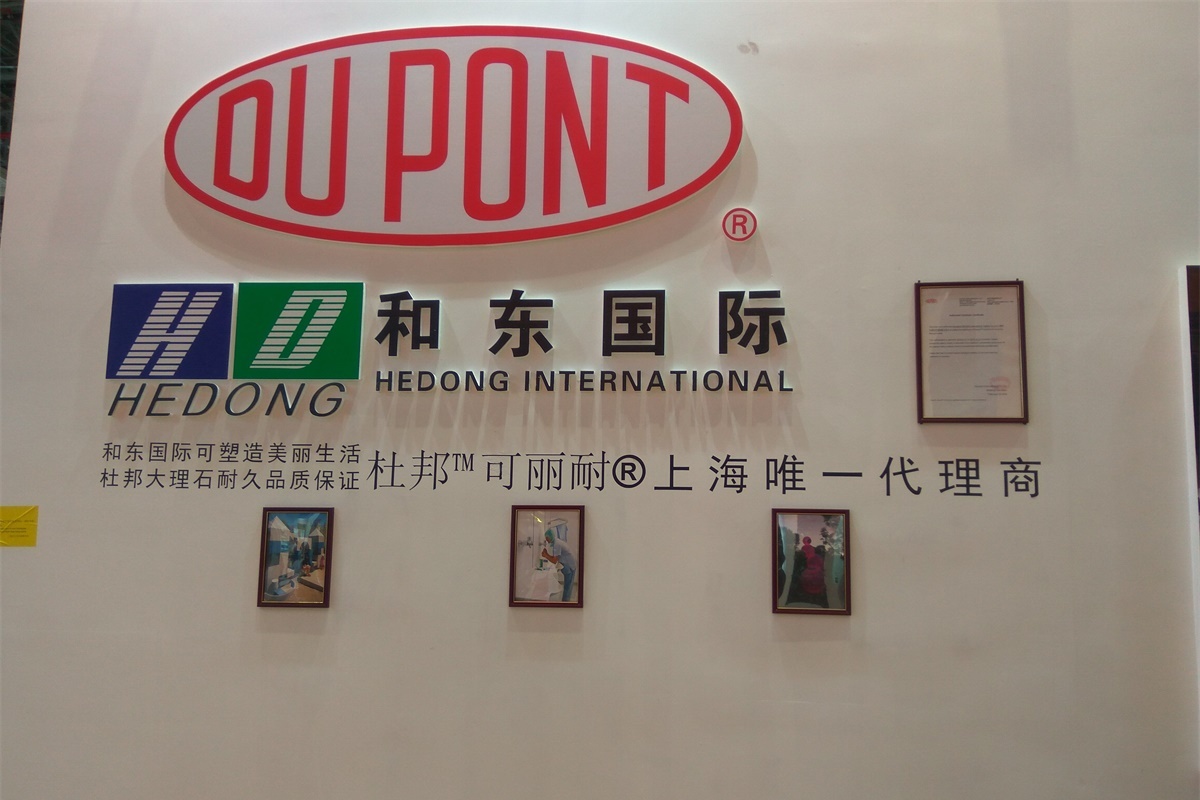 DU PONT
®
HD
和东国际
HEDONG
HEDONG INTERNATIONAL
和东国际可塑造美丽生活
杜邦大理石耐久品质保证
杜邦™可丽耐®上海唯一代理商